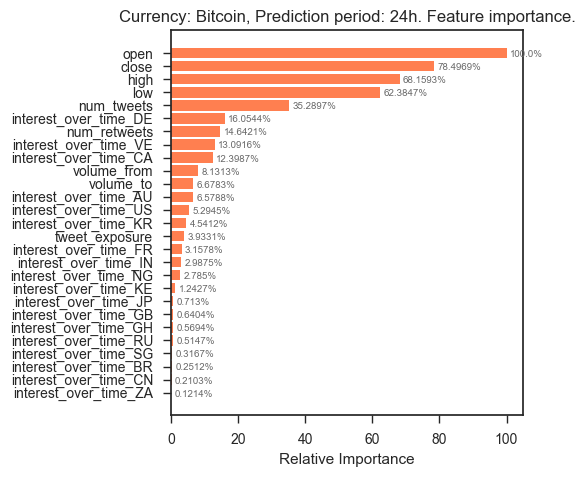 Currency: Bitcoin, Prediction period: 24h. Feature importance.
open 100.0%
close 78.4969%
high 68.1593%
low 62.3847%
num_tweets 35.2897%
interest_over_time_DE 16.0544%
num_retweets 14.6421%
interest_over_time_VE 13.0916%
interest_over_time_CA 12.3987%
volume_from 8.1313%
volume_to 6.6783%
interest_over_time_AU 6.5788%
interest_over_time_US 5.2945%
interest_over_time_KR 4.5412%
tweet_exposure 3.9331%
interest_over_time_FR 3.1578%
interest_over_time_IN 2.9875%
interest_over_time_NG 2.785%
interest_over_time_KE 1.2427%
interest_over_time_JP 0.713%
interest_over_time_GB 0.6404%
interest_over_time_GH 0.5694%
interest_over_time_RU 0.5147%
interest_over_time_SG 0.3167%
interest_over_time_BR 0.2512%
interest_over_time_CN 0.2103%
interest_over_time_ZA 0.1214%
0 20 40 60 80 100
Relative Importance